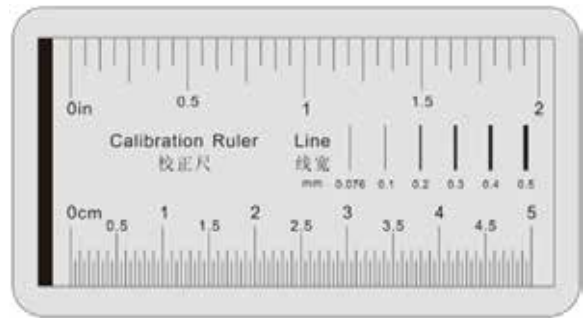 0in 0.5 1 1.5 2
Calibration Ruler Line
校正尺 线宽
mm 0.076 0.1 0.2 0.3 0.4 0.5
0cm 0.5 1 1.5 2 2.5 3 3.5 4 4.5 5